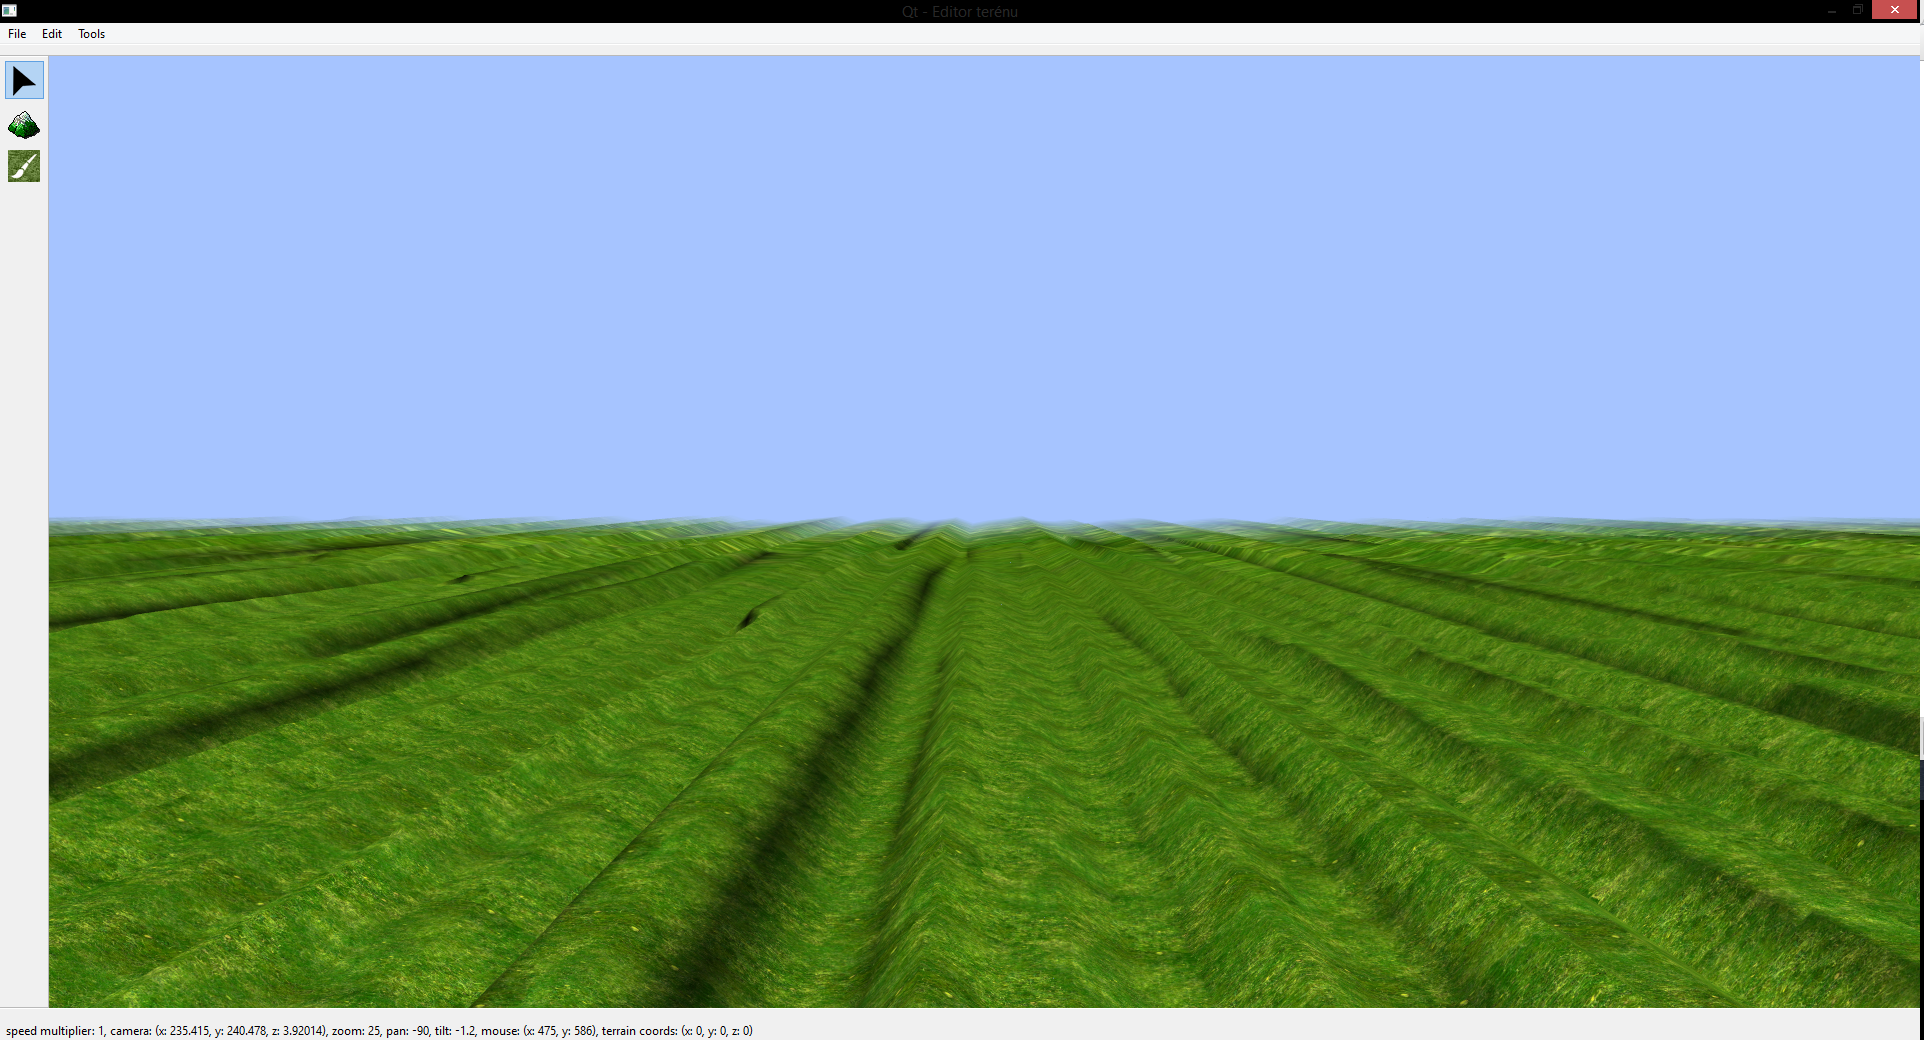 Qt - Editor terénu
File Edit Tools
speed multiplier: 1, camera: (x: 235.415, y: 240.478, z: 3.92014), zoom: 25, pan: -90, tilt: -1.2, mouse: (x: 475, y: 586), terrain coords: (x: 0, y: 0, z: 0)